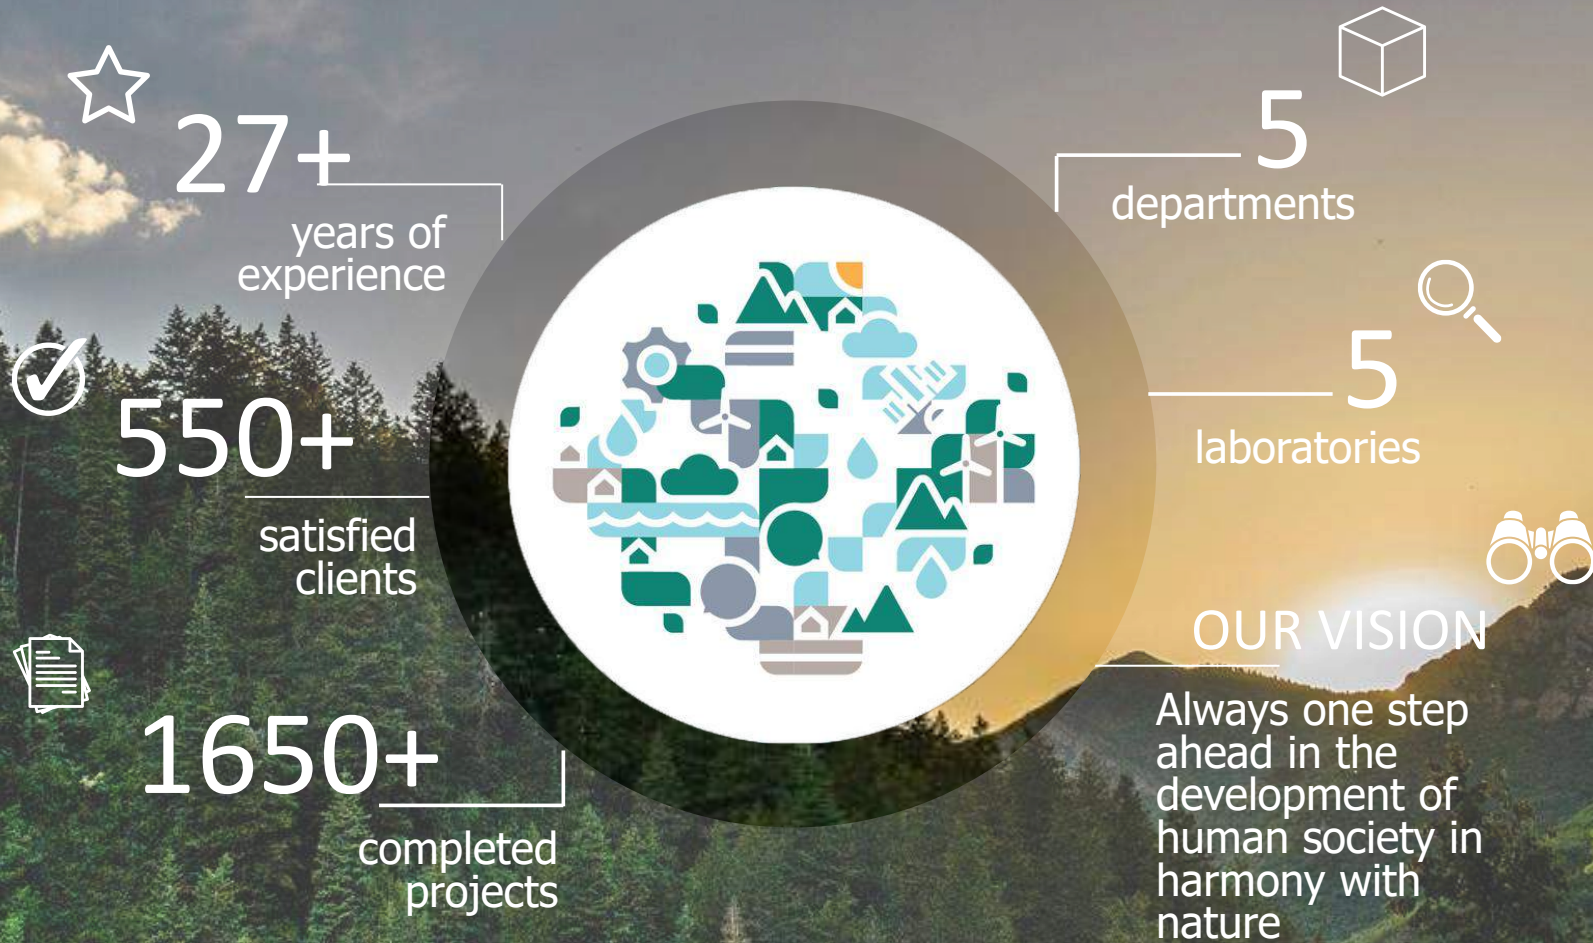 27+
years of
experience
550+
satisfied
clients
1650+
completed
projects
5
departments
5
laboratories
OUR VISION
Always one step
ahead in the
development of
human society in
harmony with
nature